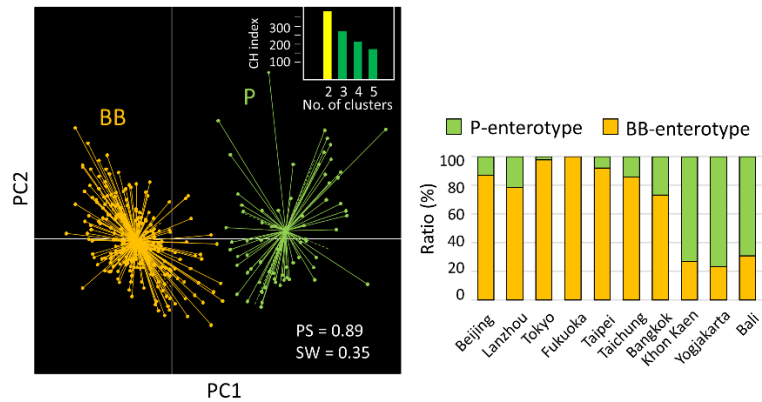 CH index
300
200
100
2 3 4 5
No. of clusters
BB
P
PC2
PS = 0.89
SW = 0.35
PC1
P-enterotype
BB-enterotype
Ratio (%)
100
80
60
40
20
0
Beijing
Lanzhou
Tokyo
Fukuoka
Taipei
Taichung
Bangkok
Khon Kaen
Yogjakarta
Bali